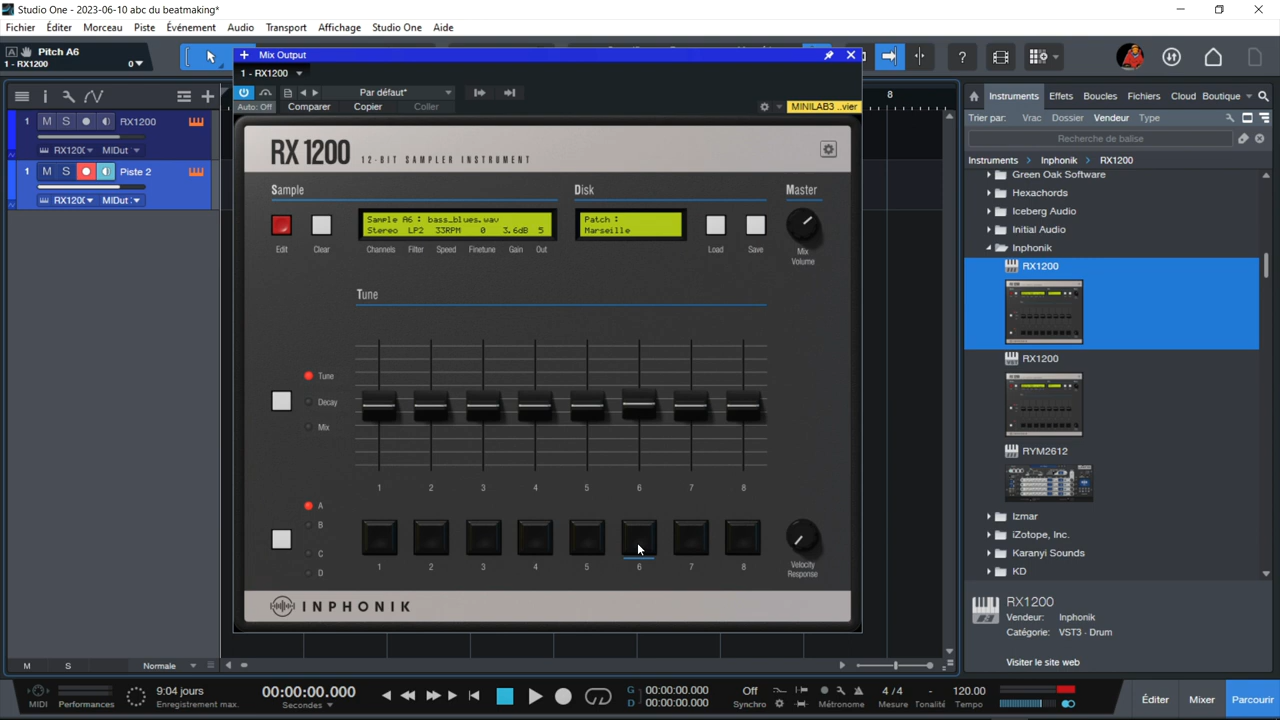 Studio One - 2023-06-10 abc du beatmaking*
Fichier Éditer Morceau Piste Événement Audio Transport Affichage Studio One Aide
Pitch A6
1 - RX1200 0
Mix Output
1 - RX1200
Par défaut*
Auto: Off Comparer Copier Coller MINILAB3 ..vier
8
Instruments Effets Boucles Fichiers Cloud Boutique
Trier par: Vrac Dossier Vendeur Type
Recherche de balise
Instruments Inphonik RX1200
1 M S RX1200
RX120( MIDut
1 M S Piste 2
RX120( MIDut
RX1200 12-BIT SAMPLER INSTRUMENT
Sample Disk Master
Sample A6 : bass_blues.wav
Stereo LP2 33RPM 0 3.6dB 5
Patch :
Marseille
Edit Clear Channels Filter Speed Finetune Gain Out Load Save Mix Volume
Tune
Tune
Decay
Mix
1 2 3 4 5 6 7 8
A
B
C
D
1 2 3 4 5 6 7 8
Velocity Response
INPHONIK
Green Oak Software
Hexachords
Iceberg Audio
Initial Audio
Inphonik
RX1200
RX1200
RYM2612
Izmar
iZotope, Inc.
Karanyi Sounds
KD
RX1200
Vendeur: Inphonik
Catégorie: VST3 - Drum
Visiter le site web
M S Normale
MIDI Performances
9:04 jours
Enregistrement max.
00:00:00.000
Secondes
G 00:00:00.000
D 00:00:00.000
Off
Synchro
Métronome
4 / 4
Mesure
-
Tonalité
120.00
Tempo
Éditer Mixer Parcourir